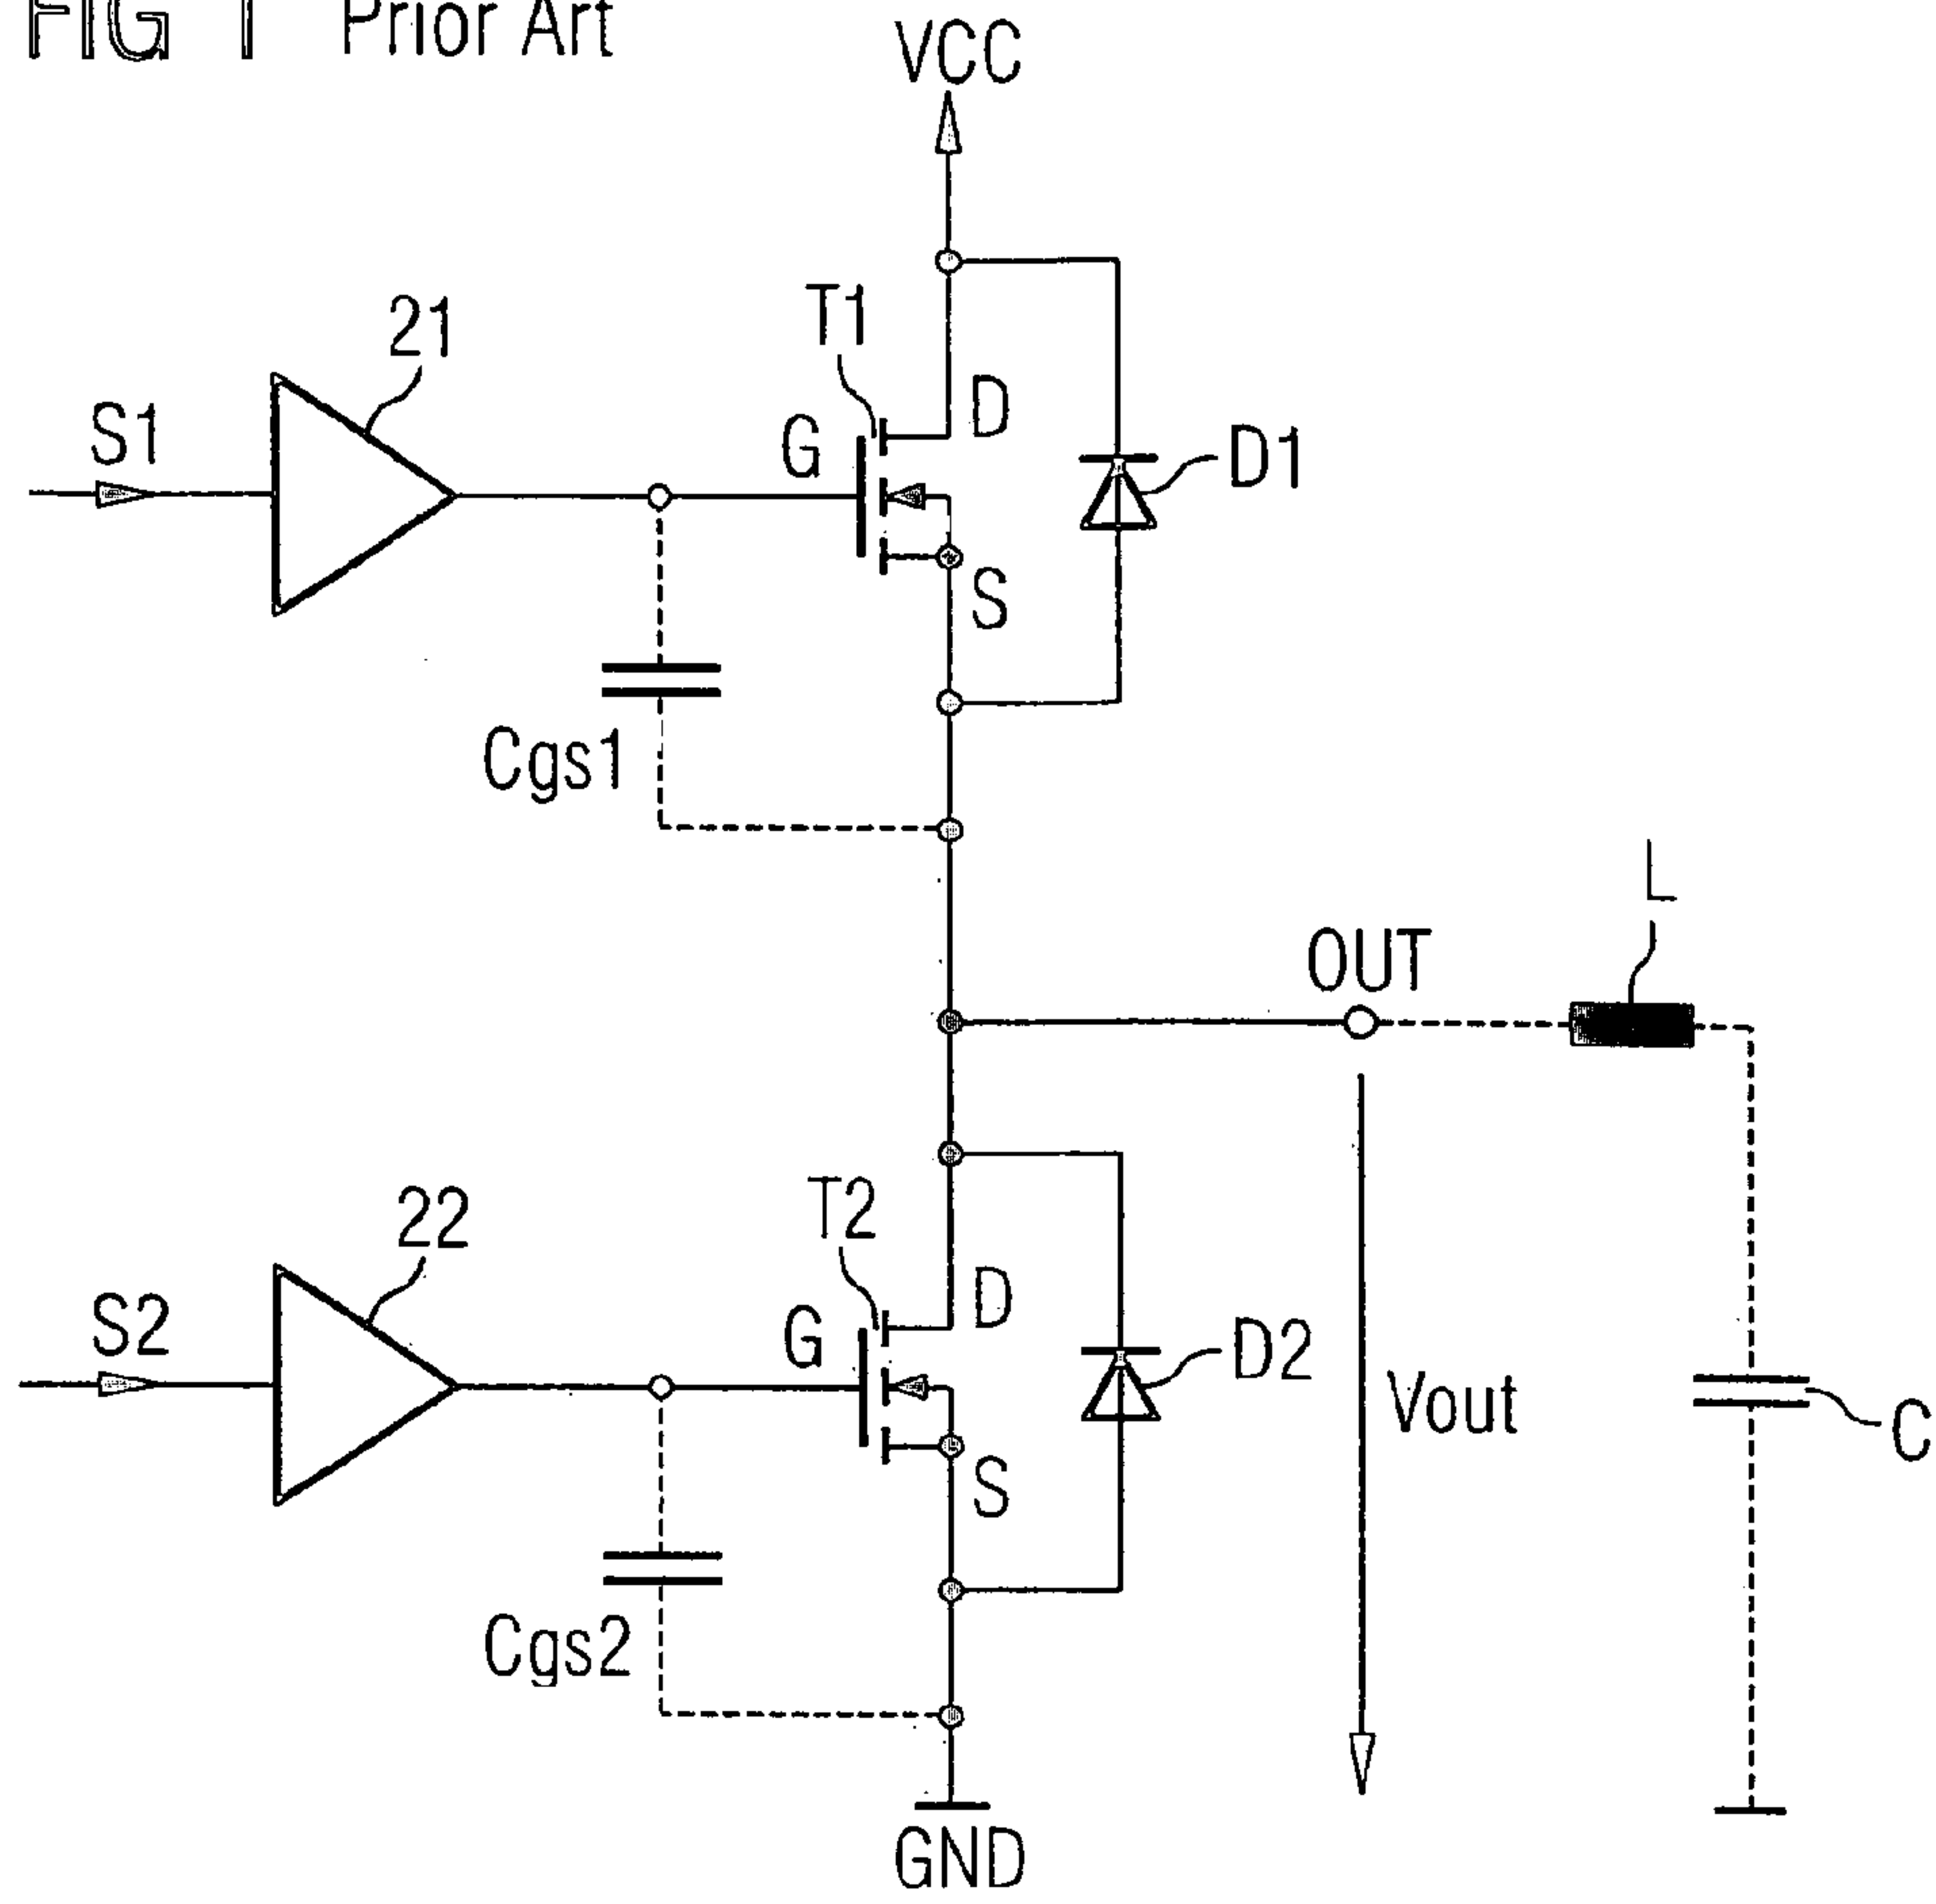 FIG 1 Prior Art
VCC
T1
21
D
S1
G
D1
S
Cgs1
L
OUT
T2
22
D
S2
G
D2
Vout
C
S
Cgs2
GND